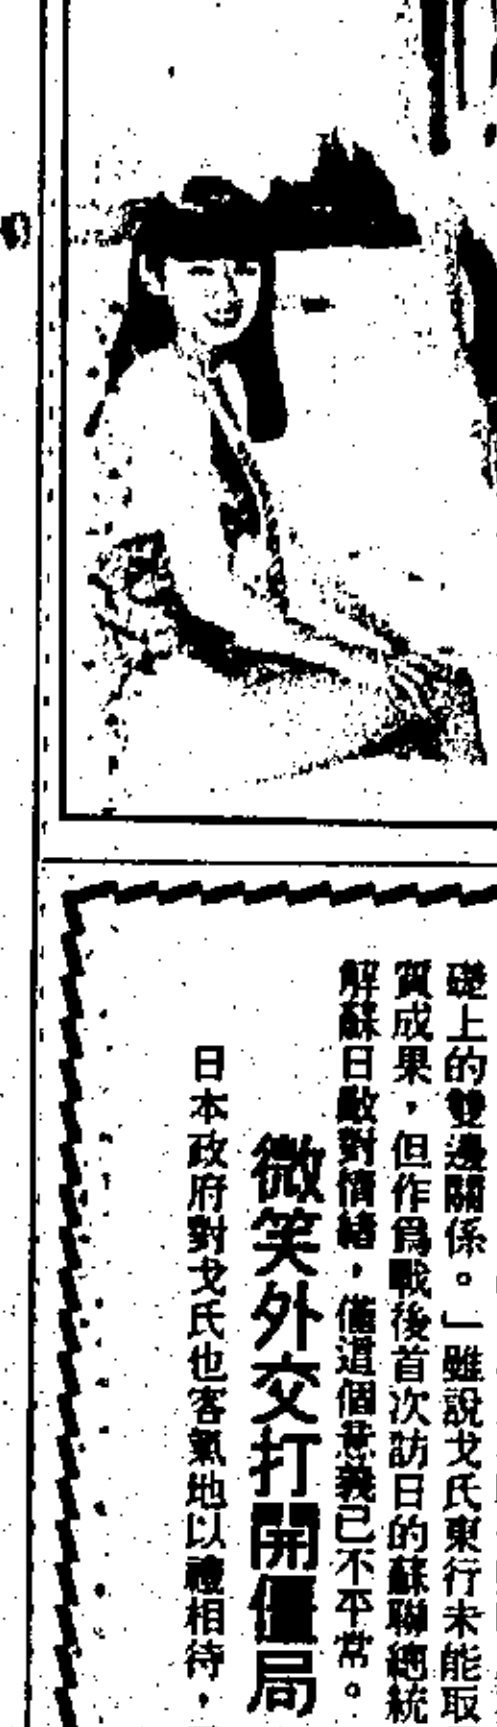 礎上的雙邊關係。」雖說戈氏東行未能取
質成果,但作爲戰後首次訪日的蘇聯總統
解蘇日敵對情緒,僅這個意義已不平常。
微笑外交打開僵局
日本政府對戈氏也客氣地以禮相待,